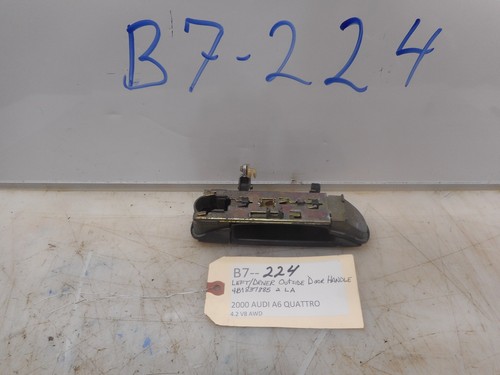 B7-224
B7-- 224
LEFT/DRIVER OUTSIDE DOOR HANDLE
2000 AUDI A6 QUATTRO
4.2 V8 AWD